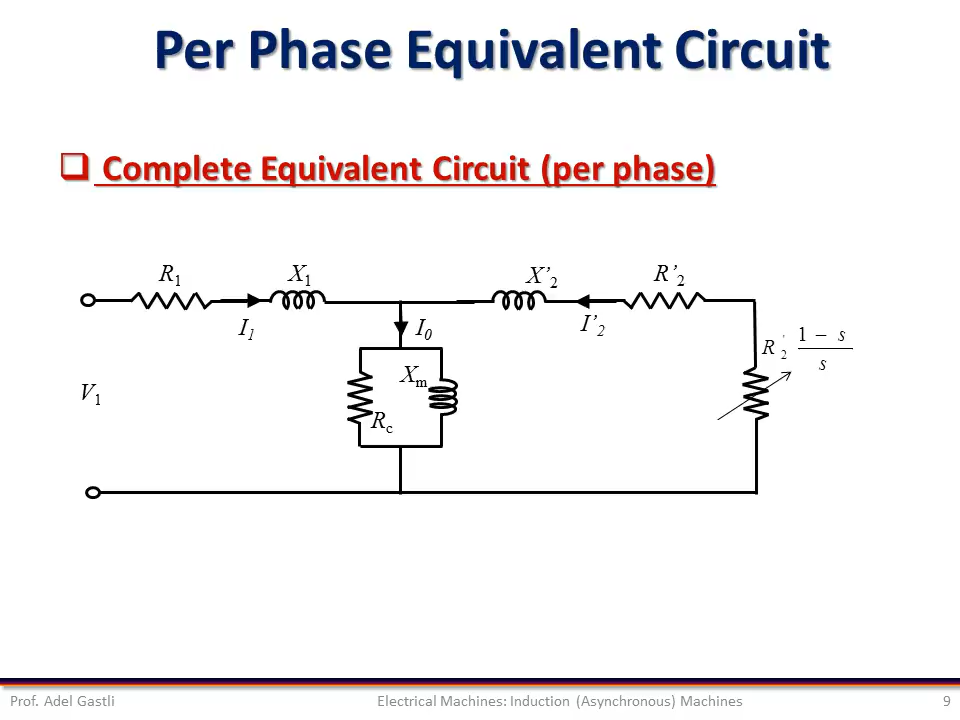 Per Phase Equivalent Circuit
Complete Equivalent Circuit (per phase)
R1 X1 X’2 R’2
I1 I0 I’2
R'2 1 – s
s
Xm
V1
Rc
Prof. Adel Gastli Electrical Machines: Induction (Asynchronous) Machines 9